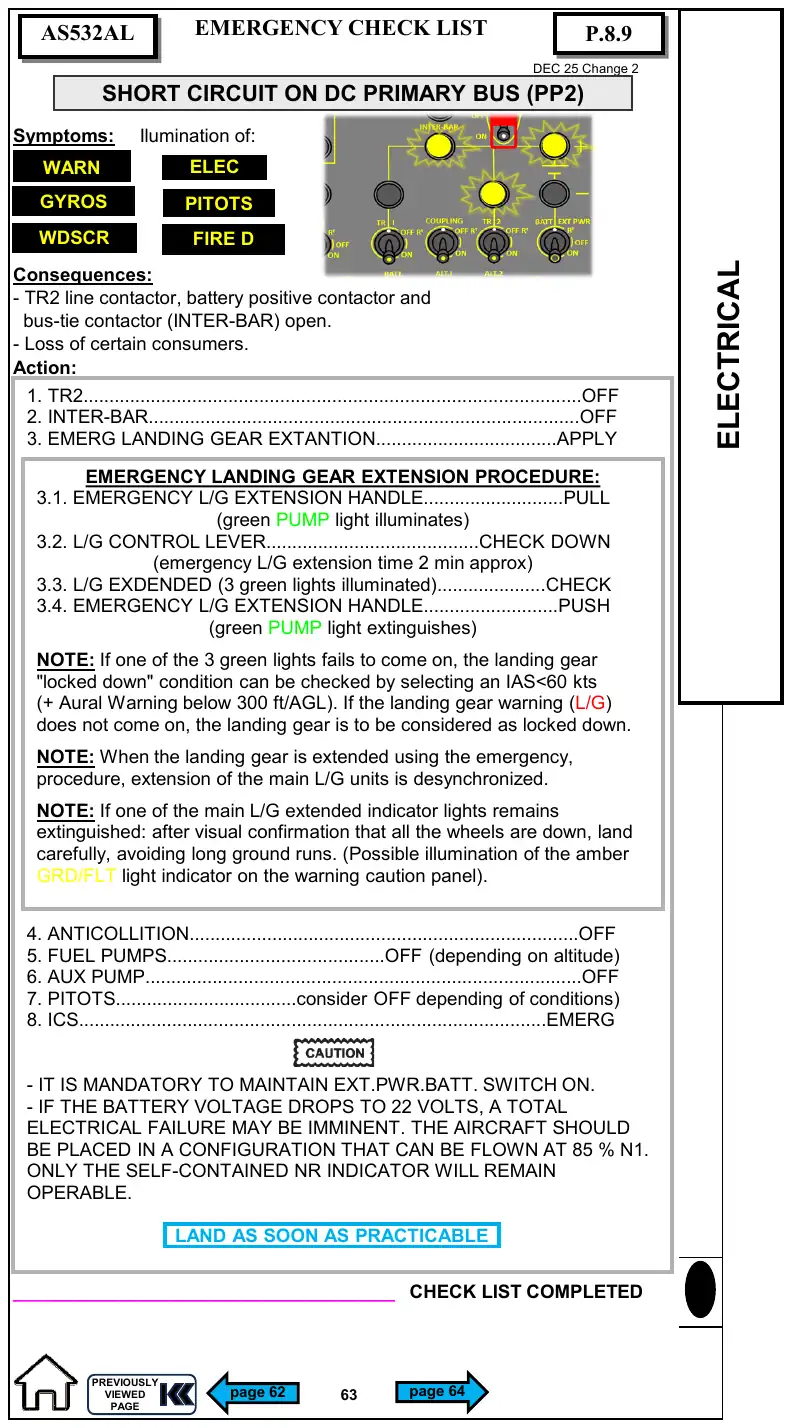 AS532AL
EMERGENCY CHECK LIST
P.8.9
DEC 25 Change 2
SHORT CIRCUIT ON DC PRIMARY BUS (PP2)
Symptoms: Ilumination of:
WARN
ELEC
GYROS
PITOTS
WDSCR
FIRE D
INTER-BAR
ON
TR 1
COUPLING
TR 2
BATT EXT PWR
OFF R'
OFF R'
OFF R'
R'
OFF
ON
ON
ON
ON
BATT
ALT.1
ALT.2
Consequences:
- TR2 line contactor, battery positive contactor and
bus-tie contactor (INTER-BAR) open.
- Loss of certain consumers.
Action:
1. TR2................................................................................................OFF
2. INTER-BAR...................................................................................OFF
3. EMERG LANDING GEAR EXTANTION...................................APPLY
EMERGENCY LANDING GEAR EXTENSION PROCEDURE:
3.1. EMERGENCY L/G EXTENSION HANDLE...........................PULL
(green PUMP light illuminates)
3.2. L/G CONTROL LEVER.........................................CHECK DOWN
(emergency L/G extension time 2 min approx)
3.3. L/G EXDENDED (3 green lights illuminated).....................CHECK
3.4. EMERGENCY L/G EXTENSION HANDLE..........................PUSH
(green PUMP light extinguishes)
NOTE: If one of the 3 green lights fails to come on, the landing gear
"locked down" condition can be checked by selecting an IAS<60 kts
(+ Aural Warning below 300 ft/AGL). If the landing gear warning (L/G)
does not come on, the landing gear is to be considered as locked down.
NOTE: When the landing gear is extended using the emergency,
procedure, extension of the main L/G units is desynchronized.
NOTE: If one of the main L/G extended indicator lights remains
extinguished: after visual confirmation that all the wheels are down, land
carefully, avoiding long ground runs. (Possible illumination of the amber
GRD/FLT light indicator on the warning caution panel).
4. ANTICOLLITION...........................................................................OFF
5. FUEL PUMPS..........................................OFF (depending on altitude)
6. AUX PUMP....................................................................................OFF
7. PITOTS...................................consider OFF depending of conditions)
8. ICS..........................................................................................EMERG
CAUTION
- IT IS MANDATORY TO MAINTAIN EXT.PWR.BATT. SWITCH ON.
- IF THE BATTERY VOLTAGE DROPS TO 22 VOLTS, A TOTAL
ELECTRICAL FAILURE MAY BE IMMINENT. THE AIRCRAFT SHOULD
BE PLACED IN A CONFIGURATION THAT CAN BE FLOWN AT 85 % N1.
ONLY THE SELF-CONTAINED NR INDICATOR WILL REMAIN
OPERABLE.
LAND AS SOON AS PRACTICABLE
CHECK LIST COMPLETED
ELECTRICAL
PREVIOUSLY
VIEWED
PAGE
page 62
63
page 64